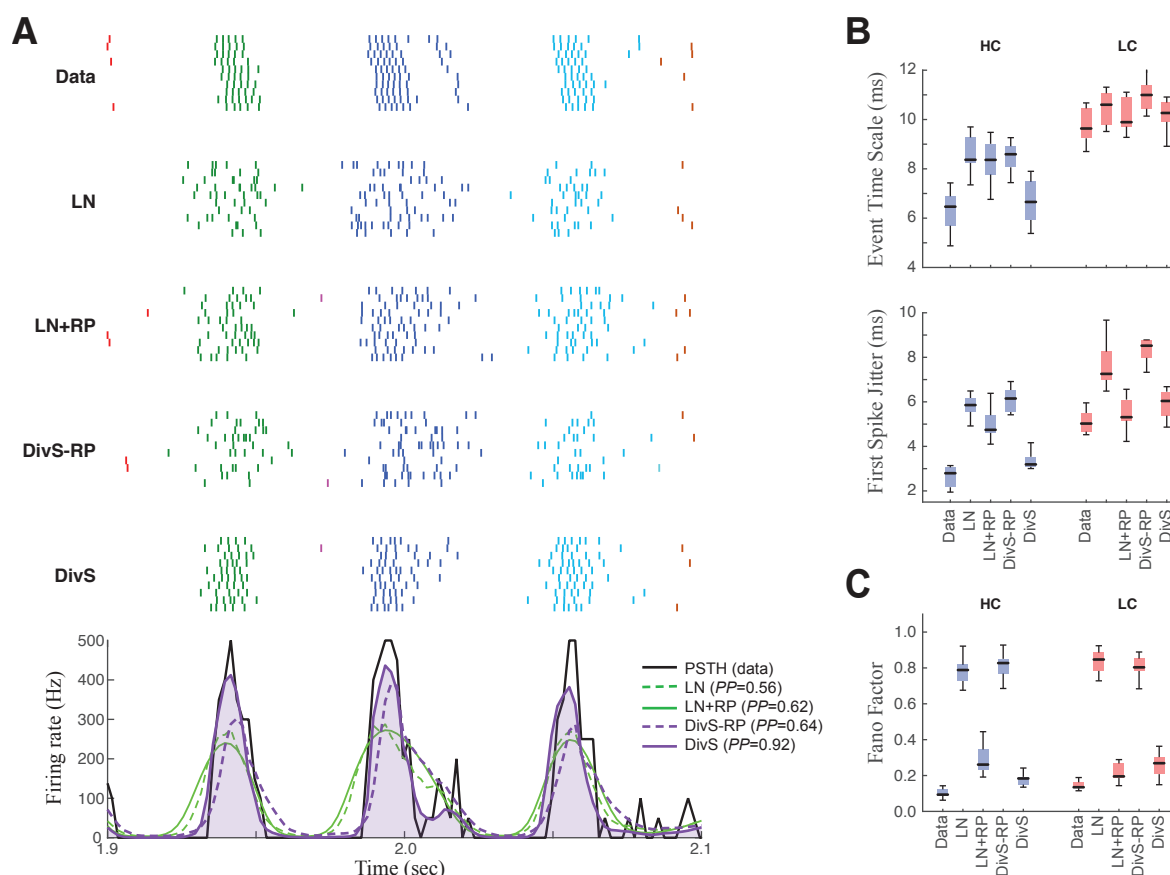 A
Data
LN
LN+RP
DivS-RP
DivS
500
400
300
200
100
0
Firing rate (Hz)
1.9
2.0
2.1
Time (sec)
PSTH (data)
LN (PP=0.56)
LN+RP (PP=0.62)
DivS-RP (PP=0.64)
DivS (PP=0.92)
B
HC
LC
12
10
8
6
4
Event Time Scale (ms)
10
8
6
4
2
First Spike Jitter (ms)
Data
LN
LN+RP
DivS-RP
DivS
Data
LN+RP
DivS-RP
DivS
C
HC
LC
1.0
0.8
0.6
0.4
0.2
0.0
Fano Factor
Data
LN
LN+RP
DivS-RP
DivS
Data
LN
LN+RP
DivS-RP
DivS